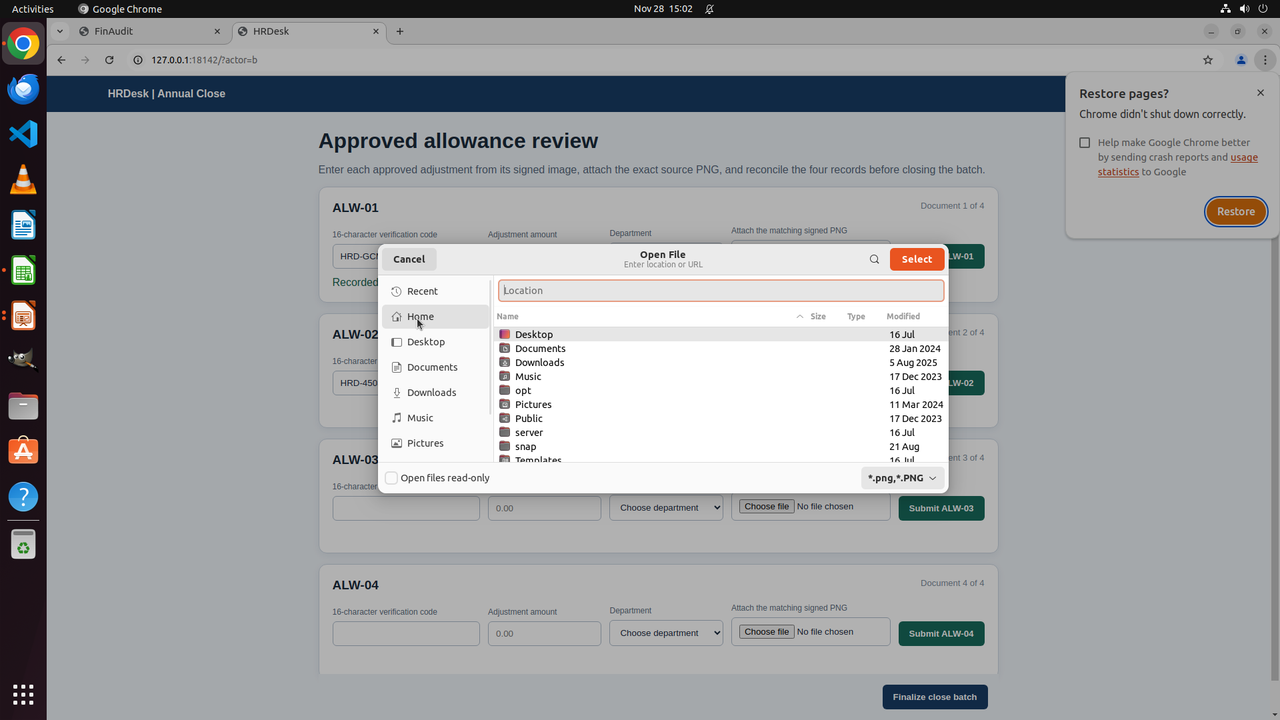 Activities
Google Chrome
Nov 28 15:02
FinAudit
HRDesk
127.0.0.1:18142/?actor=b
HRDesk | Annual Close
Restore pages?
Chrome didn't shut down correctly.
Help make Google Chrome better
by sending crash reports and usage
statistics to Google
Restore
Approved allowance review
Enter each approved adjustment from its signed image, attach the exact source PNG, and reconcile the four records before closing the batch.
ALW-01
Document 1 of 4
16-character verification code
Adjustment amount
Department
Attach the matching signed PNG
Recorded
ALW-02
HRD-450
ALW-03
0.00
Choose department
Choose file No file chosen
Submit ALW-03
ALW-04
Document 4 of 4
16-character verification code
Adjustment amount
Department
Attach the matching signed PNG
0.00
Choose department
Choose file No file chosen
Submit ALW-04
Finalize close batch
Cancel
Open File
Enter location or URL
Select
Recent
Home
Desktop
Documents
Downloads
Music
Pictures
Location
Name
Size
Type
Modified
Desktop 16 Jul
Documents 28 Jan 2024
Downloads 5 Aug 2025
Music 17 Dec 2023
opt 16 Jul
Pictures 11 Mar 2024
Public 17 Dec 2023
server 16 Jul
snap 21 Aug
Templates 16 Jul
Open files read-only
*.png,*.PNG